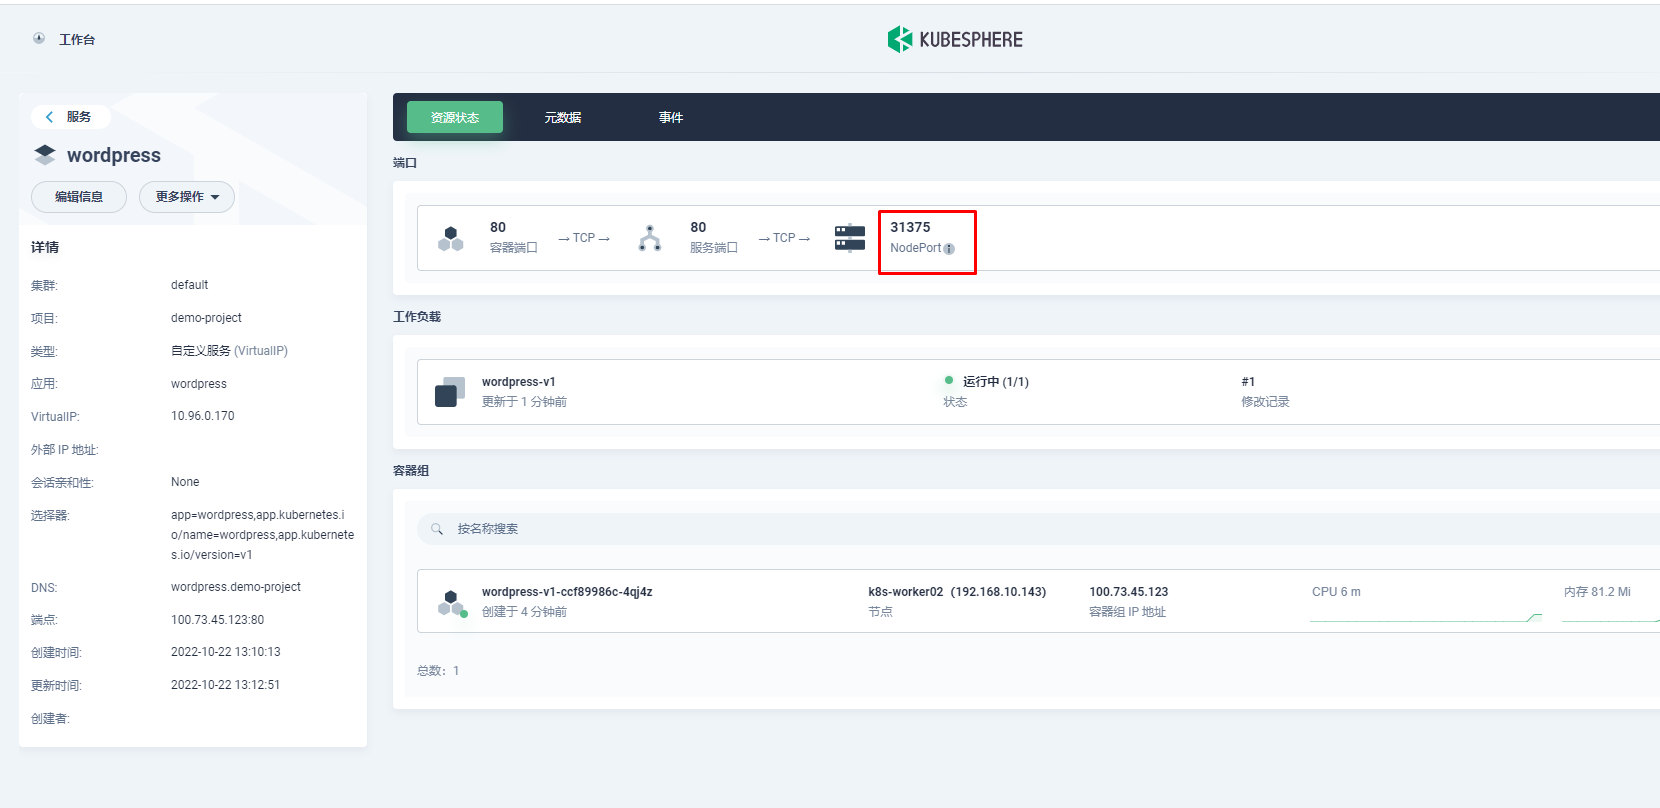 工作台
KUBESPHERE
服务
wordpress
编辑信息
更多操作
详情
集群:
default
项目:
demo-project
类型:
自定义服务 (VirtualIP)
应用:
wordpress
VirtualIP:
10.96.0.170
外部 IP 地址:
会话亲和性:
None
选择器:
app=wordpress,app.kubernetes.i
o/name=wordpress,app.kubernete
s.io/version=v1
DNS:
wordpress.demo-project
端点:
100.73.45.123:80
创建时间:
2022-10-22 13:10:13
更新时间:
2022-10-22 13:12:51
创建者:
资源状态
元数据
事件
端口
80
容器端口
→ TCP →
80
服务端口
→ TCP →
31375
NodePort
工作负载
wordpress-v1
更新于 1 分钟前
运行中 (1/1)
状态
#1
修改记录
容器组
按名称搜索
wordpress-v1-ccf89986c-4qj4z
创建于 4 分钟前
k8s-worker02（192.168.10.143）
节点
100.73.45.123
容器组 IP 地址
CPU 6 m
内存 81.2 Mi
总数：1